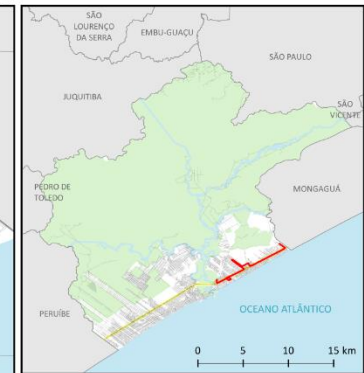 SÃO
LOURENÇO
DA SERRA
EMBU-GUAÇU
SÃO PAULO
JUQUITIBA
SÃO
VICENTE
PEDRO DE
TOLEDO
MONGAGUÁ
PERUÍBE
OCEANO ATLÂNTICO
0 5 10 15 km